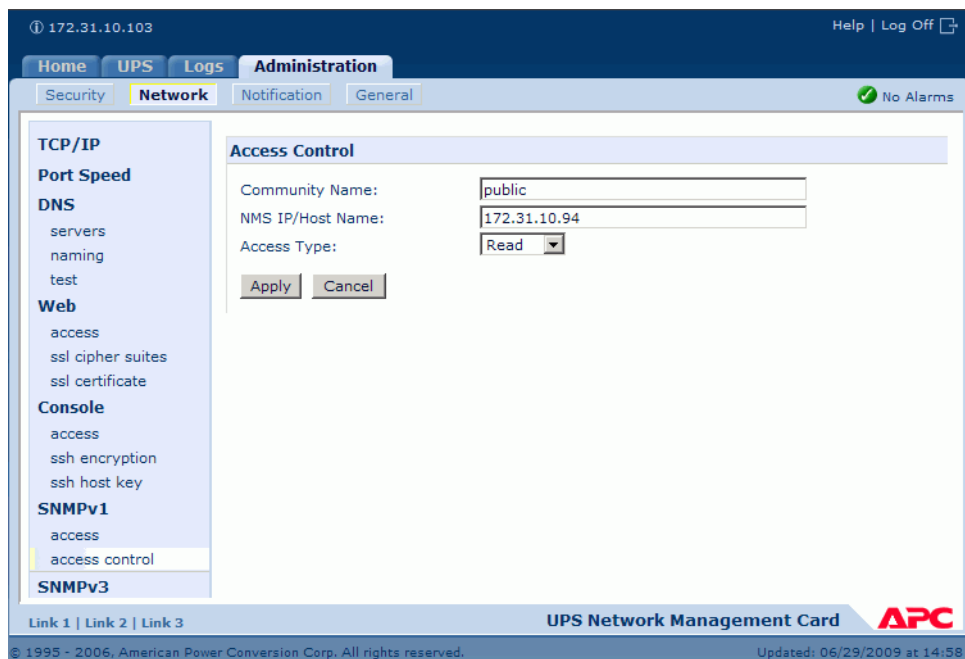 172.31.10.103
Help | Log Off
Home UPS Logs Administration
Security Network Notification General
No Alarms
TCP/IP
Port Speed
DNS
servers
naming
test
Web
access
ssl cipher suites
ssl certificate
Console
access
ssh encryption
ssh host key
SNMPv1
access
access control
SNMPv3
Access Control
Community Name: public
NMS IP/Host Name: 172.31.10.94
Access Type: Read
Apply Cancel
Link 1 | Link 2 | Link 3
UPS Network Management Card
APC
© 1995 - 2006, American Power Conversion Corp. All rights reserved.
Updated: 06/29/2009 at 14:58